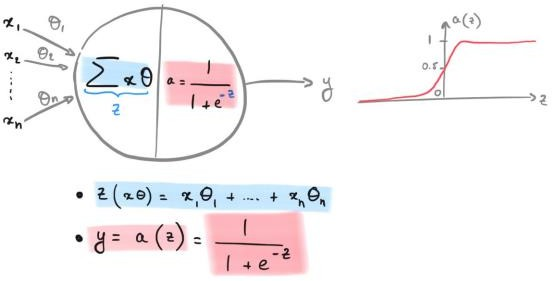 x₁ θ₁
x₂ θ₂
xₙ θₙ
∑ xθ
z
a = 1 / (1 + e^-z)
y
a(z)
1
0.5
0
z
• z(xθ) = x₁θ₁ + .... + xₙθₙ
• y = a(z) = 1 / (1 + e^-z)